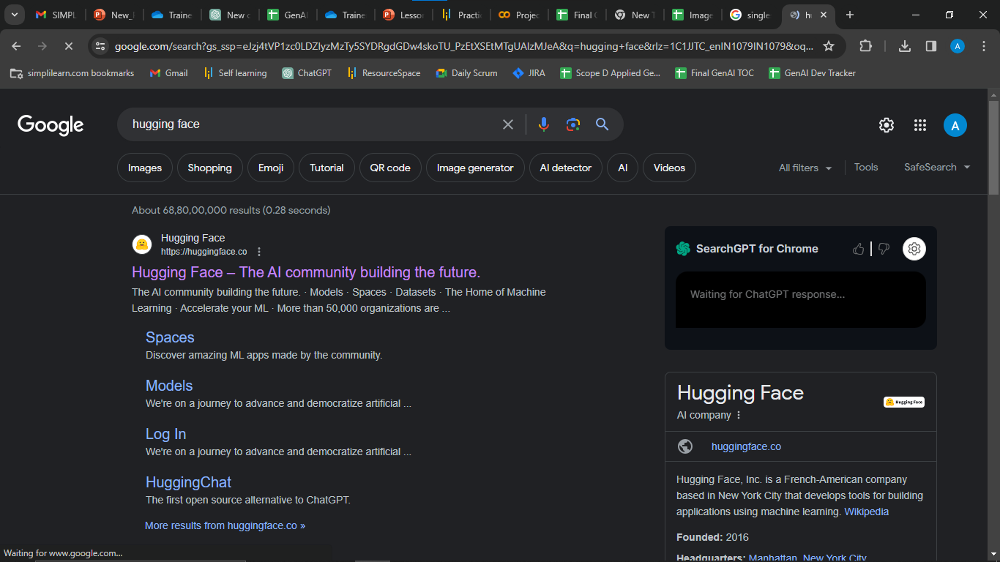 SIMPL
New_
Traine
New c
GenAI
Traine
Lesso
Practi
Projec
Final
New T
Image
single
google.com/search?gs_ssp=eJzj4tVP1zc0LDZIyzMzTy5SYDRgdGDw4skoTU_PzEtXSEtMTgUAIzMJeA&q=hugging+face&rlz=1C1JJTC_enIN1079IN1079&oq...
A
simplilearn.com bookmarks
Gmail
Self learning
ChatGPT
ResourceSpace
Daily Scrum
JIRA
Scope D Applied Ge...
Final GenAI TOC
GenAI Dev Tracker
Google
hugging face
A
Images
Shopping
Emoji
Tutorial
QR code
Image generator
AI detector
AI
Videos
All filters
Tools
SafeSearch
About 68,80,00,000 results (0.28 seconds)
Hugging Face
https://huggingface.co
Hugging Face – The AI community building the future.
The AI community building the future. · Models · Spaces · Datasets · The Home of Machine
Learning · Accelerate your ML · More than 50,000 organizations are ...
Spaces
Discover amazing ML apps made by the community.
Models
We're on a journey to advance and democratize artificial ...
Log In
We're on a journey to advance and democratize artificial ...
HuggingChat
The first open source alternative to ChatGPT.
More results from huggingface.co »
SearchGPT for Chrome
Waiting for ChatGPT response...
Hugging Face
Hugging Face
AI company
huggingface.co
Hugging Face, Inc. is a French-American company
based in New York City that develops tools for building
applications using machine learning. Wikipedia
Founded: 2016
Headquarters: Manhattan, New York City
Waiting for www.google.com...